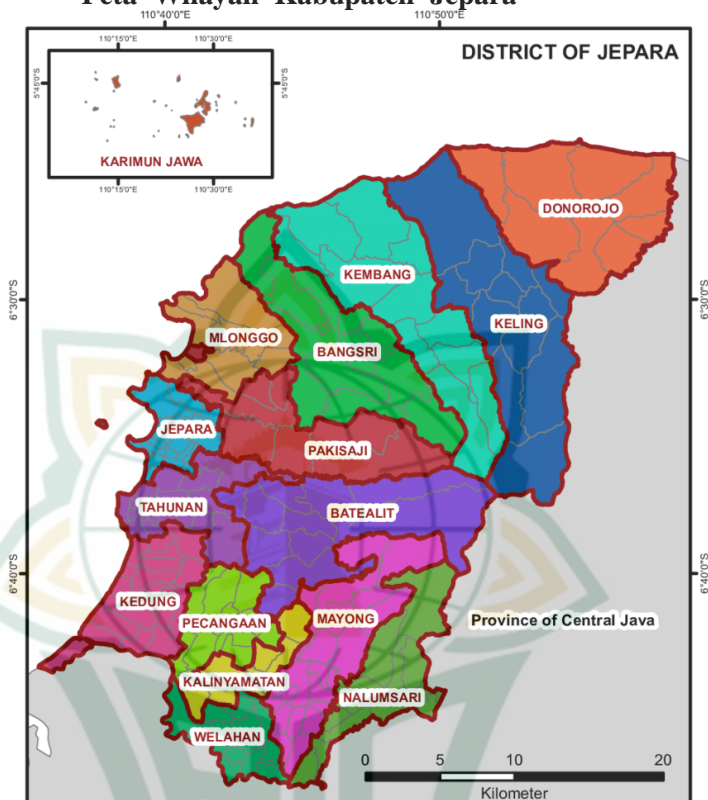 Peta Wilayah Kabupaten Jepara
110°40'0"E
110°50'0"E
DISTRICT OF JEPARA
110°15'0"E
110°30'0"E
5°45'0"S
5°45'0"S
KARIMUN JAWA
110°15'0"E
110°30'0"E
DONOROJO
KEMBANG
6°30'0"S
6°30'0"S
KELING
MLONGGO
BANGSRI
JEPARA
PAKISAJI
TAHUNAN
BATEALIT
6°40'0"S
6°40'0"S
KEDUNG
PECANGAAN
MAYONG
Province of Central Java
KALINYAMATAN
NALUMSARI
WELAHAN
0 5 10 20
Kilometer